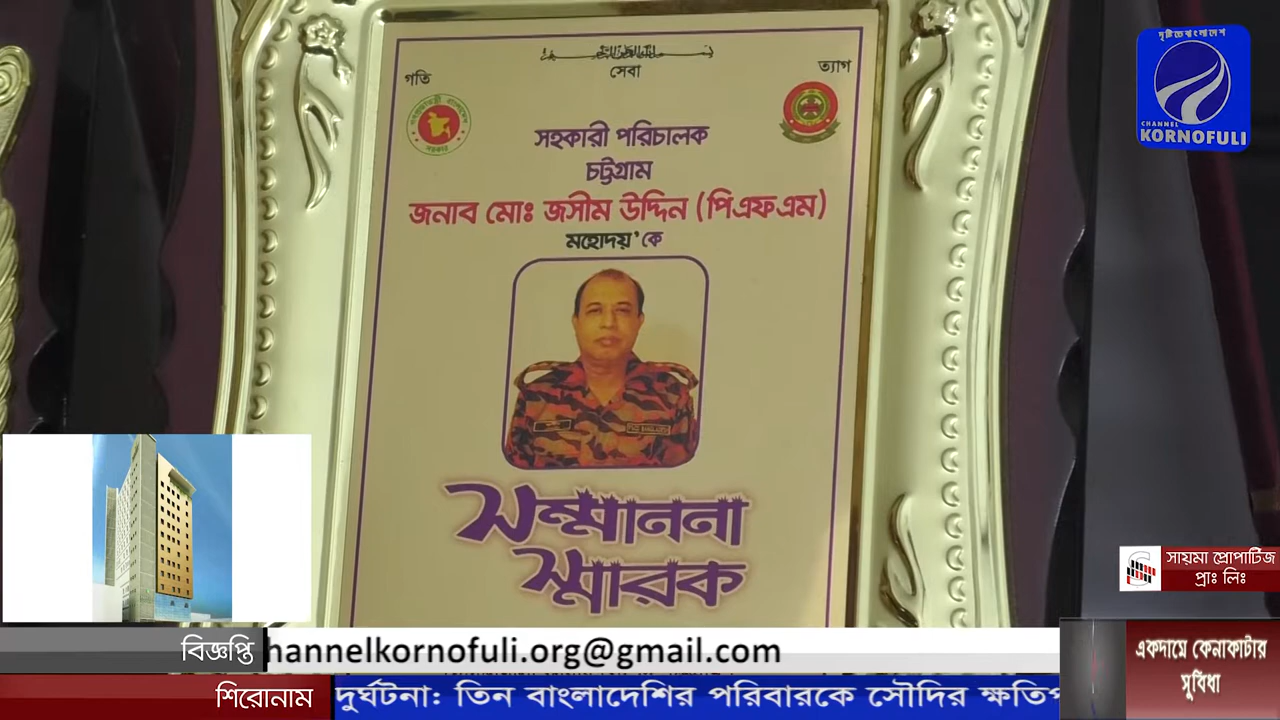 সেবা
গতি
ত্যাগ
সহকারী পরিচালক
চট্টগ্রাম
জনাব মোঃ জসীম উদ্দিন (পিএফএম)
মহোদয়'কে
সম্মাননা
স্মারক
দৃষ্টিতে বাংলাদেশ
CHANNEL
KORNOFULI
সায়মা প্রোপার্টিজ
প্রাঃ লিঃ
বিজ্ঞপ্তি
hannelkornofuli.org@gmail.com
একদামে কেনাকাটার
সুবিধা
শিরোনাম
দুর্ঘটনা: তিন বাংলাদেশির পরিবারকে সৌদির ক্ষতিপ